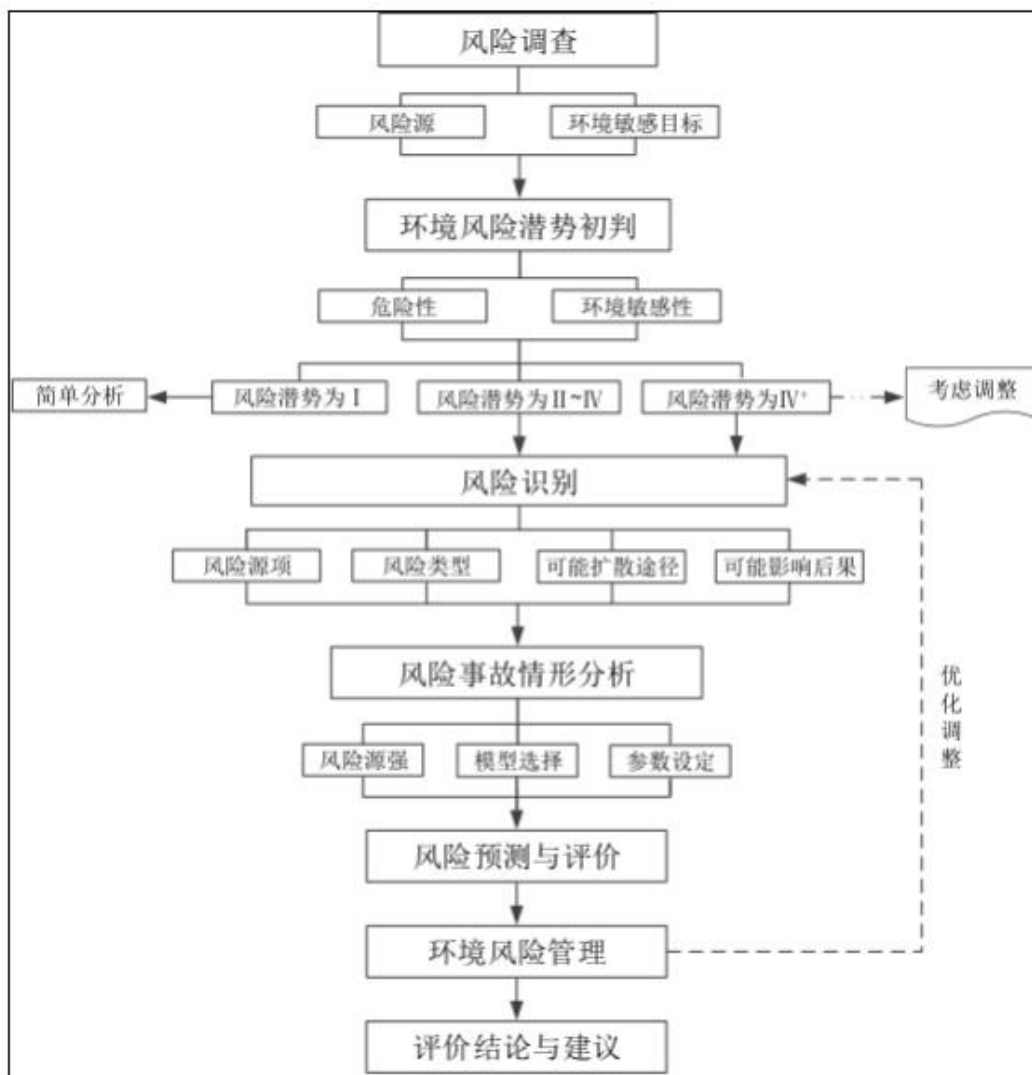 风险调查
风险源
环境敏感目标
环境风险潜势初判
危险性
环境敏感性
简单分析
风险潜势为Ⅰ
风险潜势为Ⅱ~Ⅳ
风险潜势为Ⅳ⁺
考虑调整
风险识别
风险源项
风险类型
可能扩散途径
可能影响后果
风险事故情形分析
风险源强
模型选择
参数设定
优化调整
风险预测与评价
环境风险管理
评价结论与建议